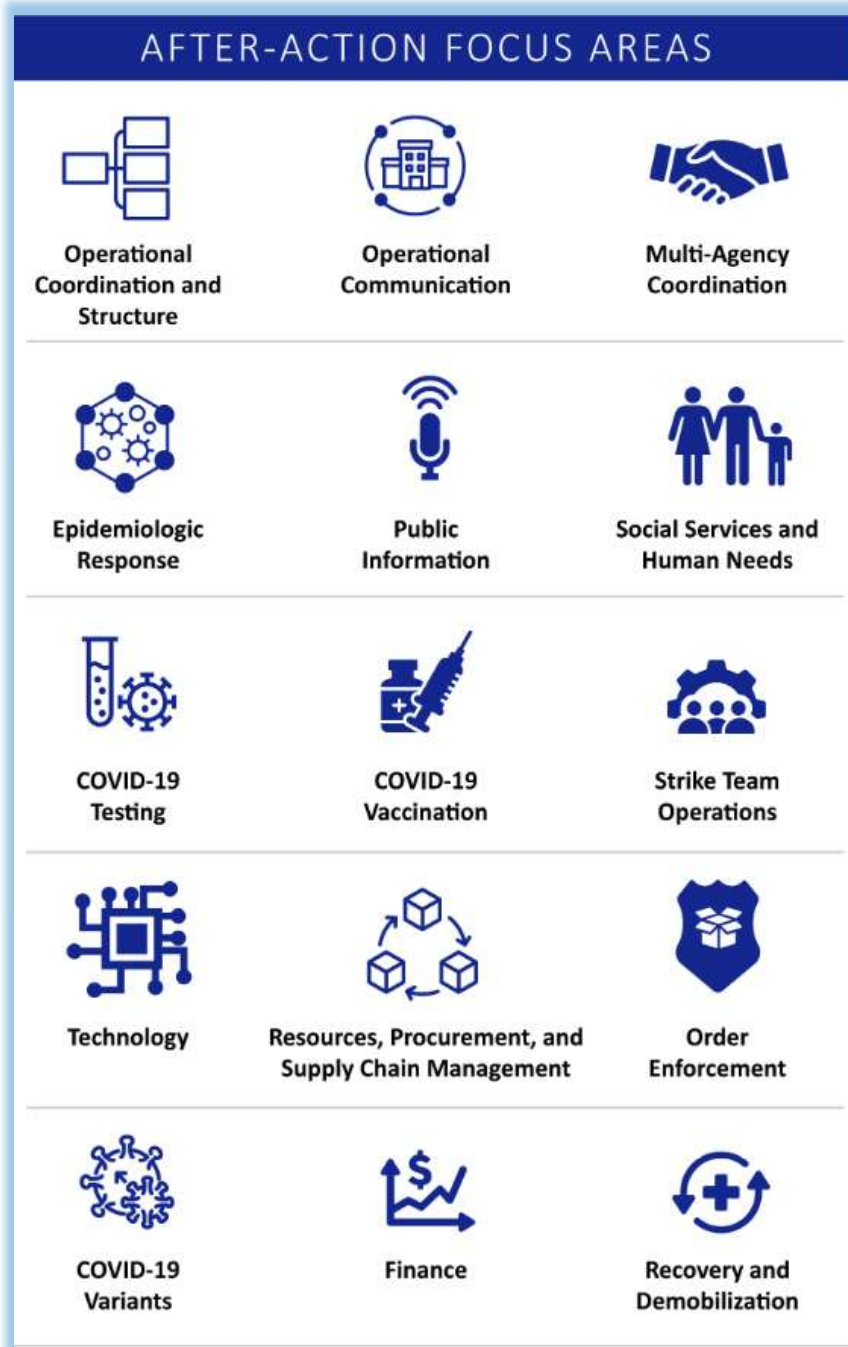 AFTER-ACTION FOCUS AREAS
Operational
Coordination and
Structure
Operational
Communication
Multi-Agency
Coordination
Epidemiologic
Response
Public
Information
Social Services and
Human Needs
COVID-19
Testing
COVID-19
Vaccination
Strike Team
Operations
Technology
Resources, Procurement, and
Supply Chain Management
Order
Enforcement
$
COVID-19
Variants
Finance
Recovery and
Demobilization